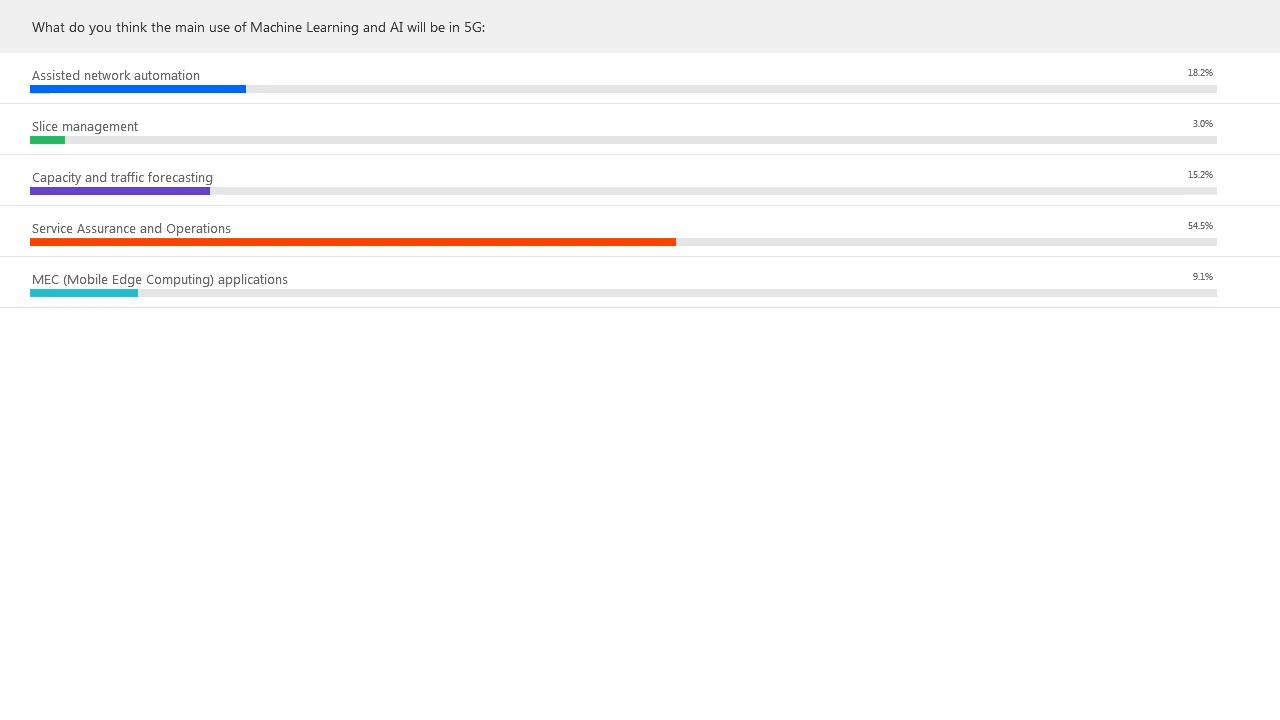 What do you think the main use of Machine Learning and AI will be in 5G:
Assisted network automation 18.2%
Slice management 3.0%
Capacity and traffic forecasting 15.2%
Service Assurance and Operations 54.5%
MEC (Mobile Edge Computing) applications 9.1%